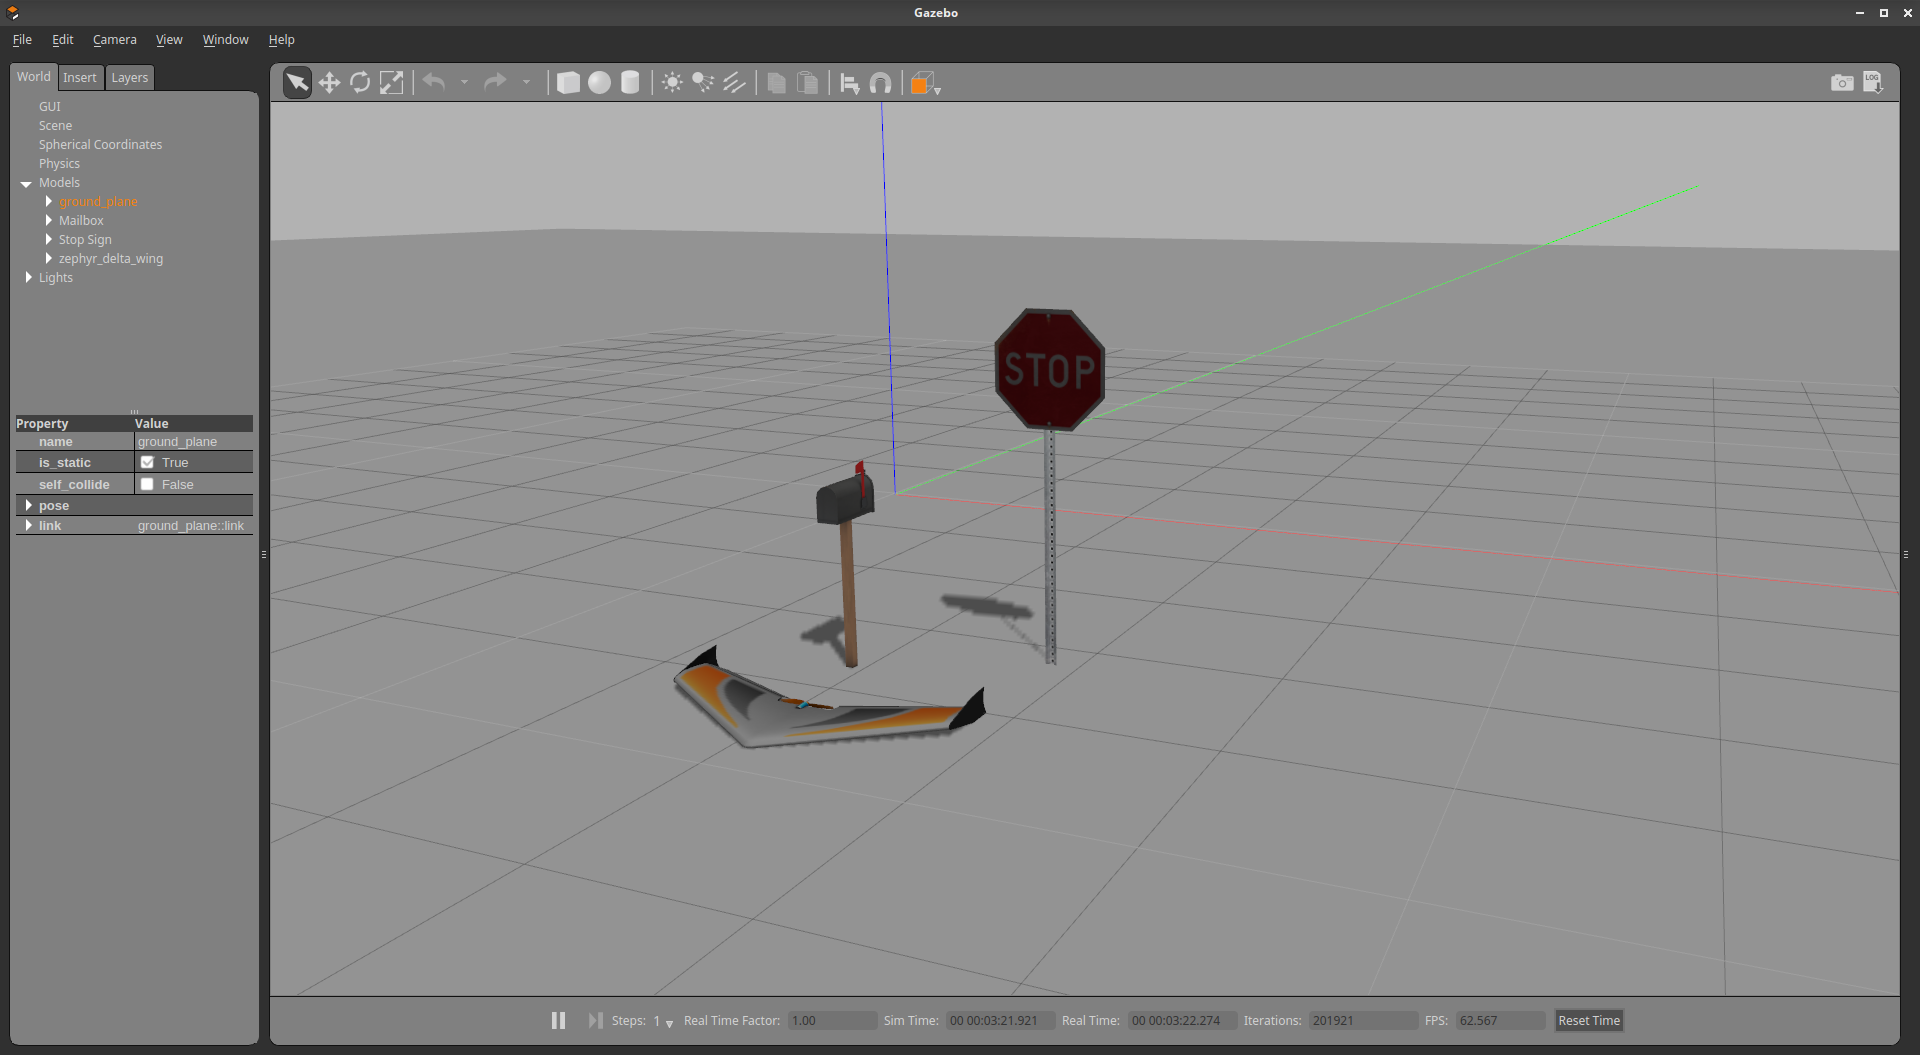 Gazebo
File Edit Camera View Window Help
World Insert Layers
LOG
GUI
Scene
Spherical Coordinates
Physics
Models
ground_plane
Mailbox
Stop Sign
zephyr_delta_wing
Lights
Property Value
name ground_plane
is_static True
self_collide False
pose
link ground_plane::link
STOP
Steps: 1 Real Time Factor: 1.00 Sim Time: 00 00:03:21.921 Real Time: 00 00:03:22.274 Iterations: 201921 FPS: 62.567 Reset Time